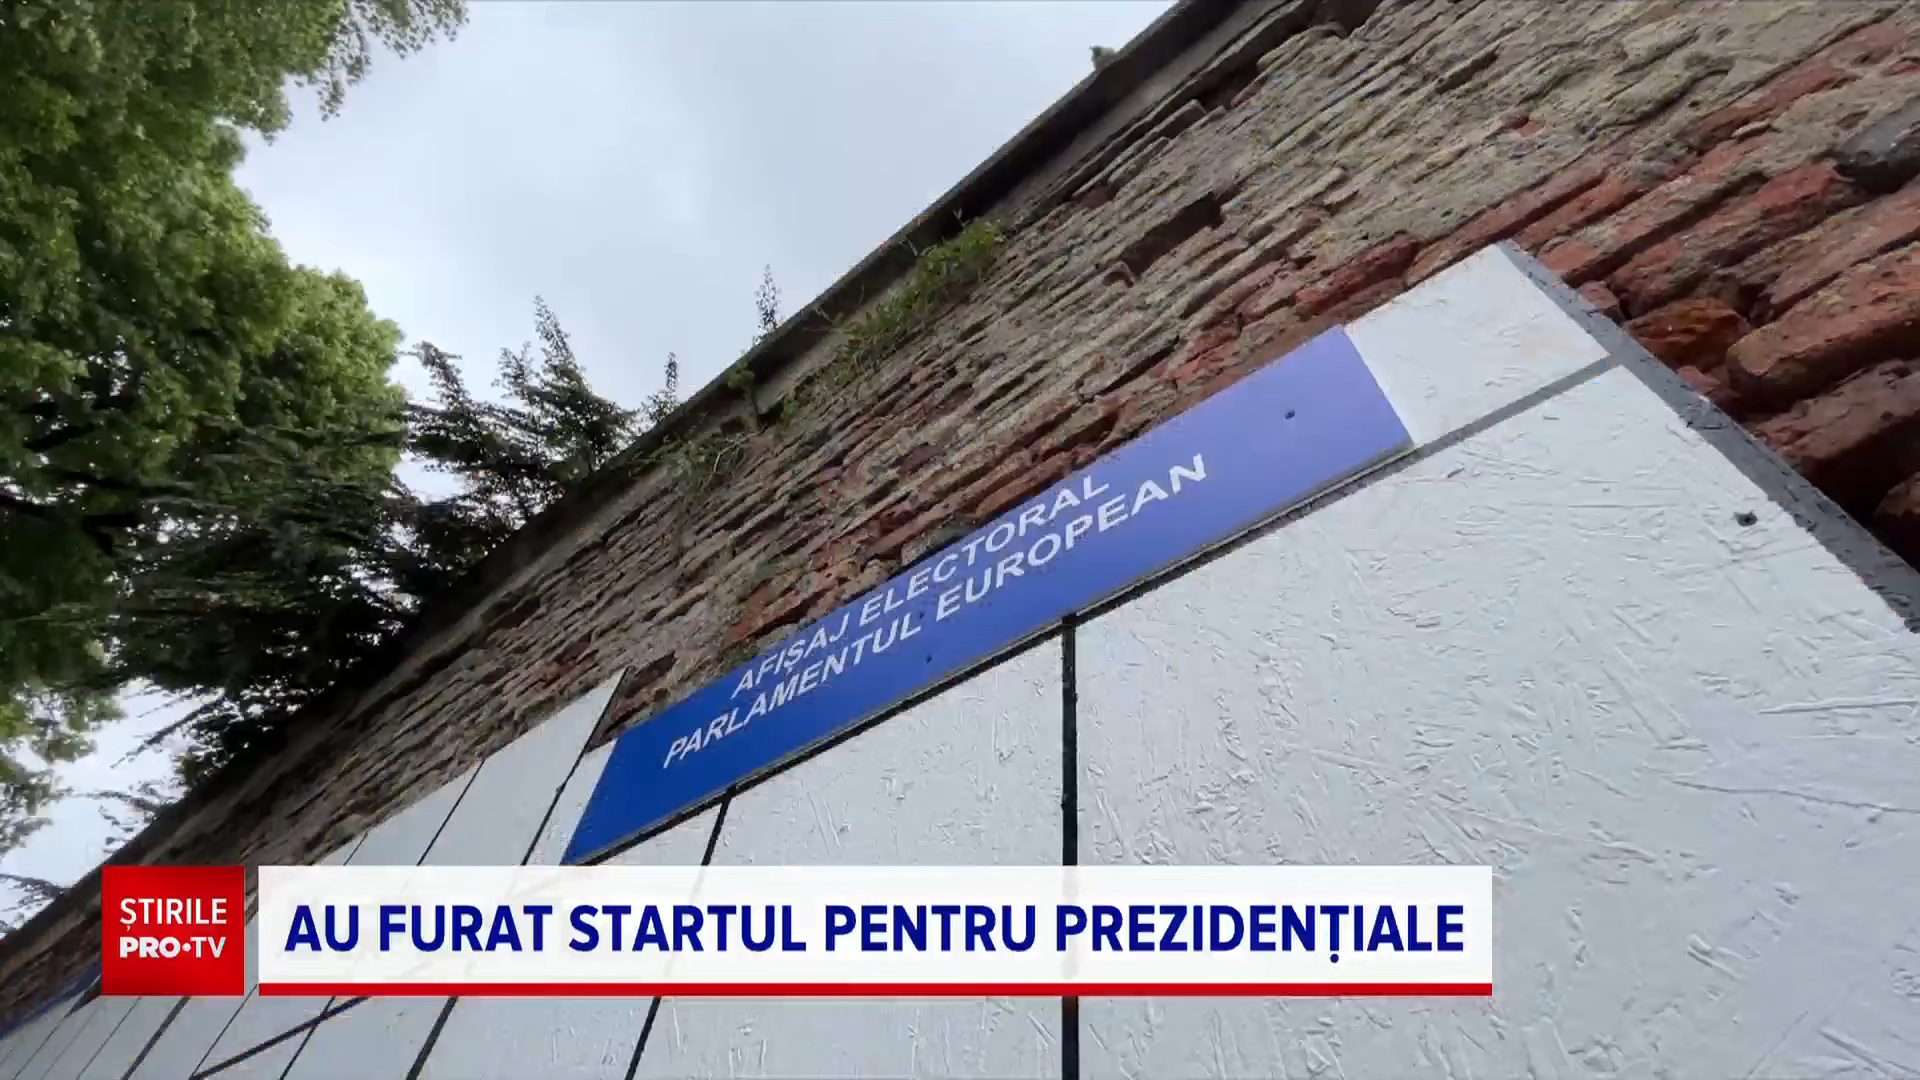 AFIȘAJ ELECTORAL
PARLAMENTUL EUROPEAN
ȘTIRILE
PRO•TV
AU FURAT STARTUL PENTRU PREZIDENȚIALE